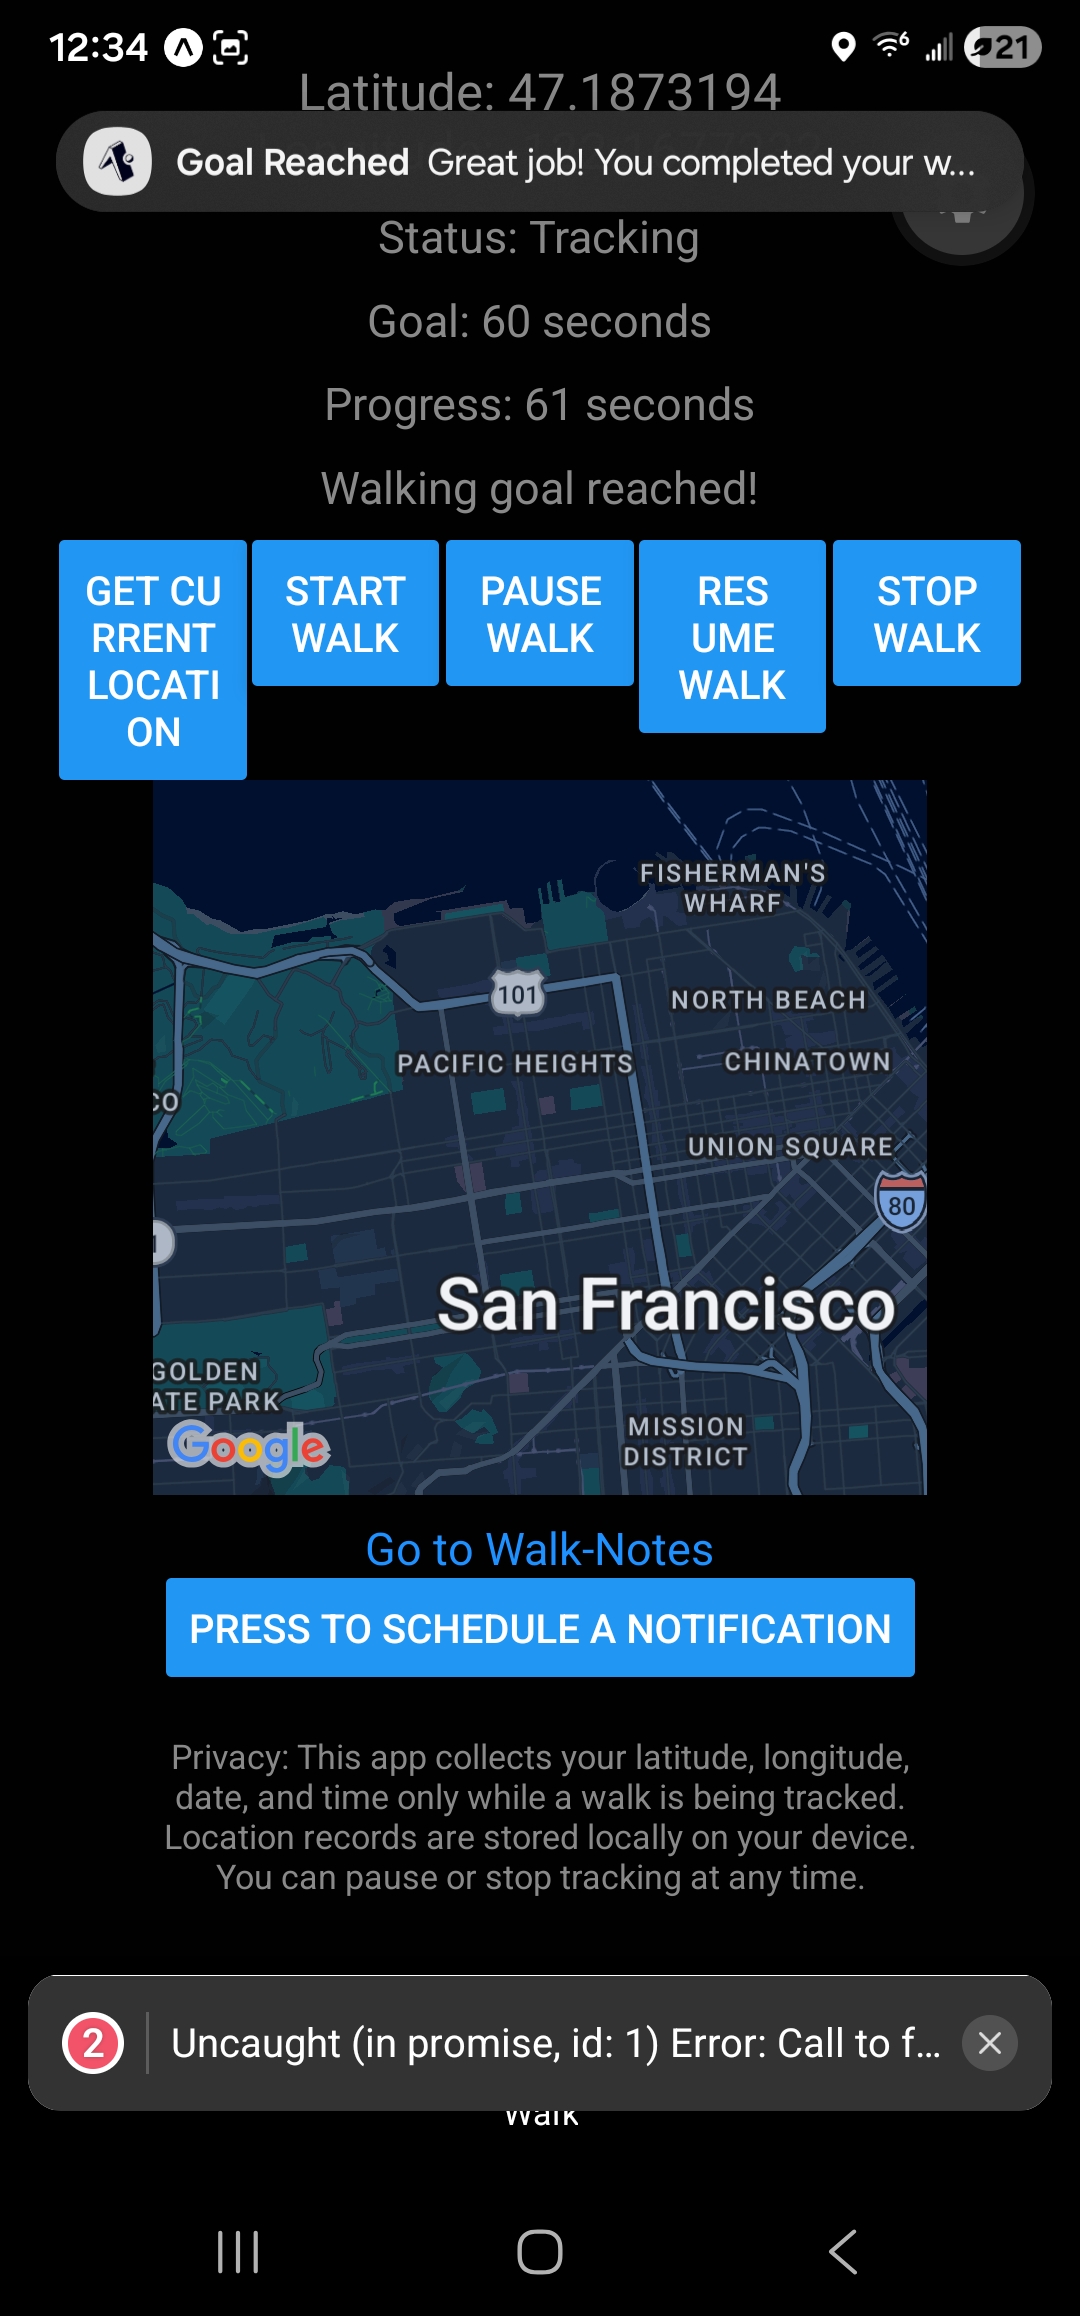 12:34
21
Latitude: 47.1873194
Goal Reached Great job! You completed your w...
Status: Tracking
Goal: 60 seconds
Progress: 61 seconds
Walking goal reached!
GET CU
RRENT
LOCATI
ON
START
WALK
PAUSE
WALK
RES
UME
WALK
STOP
WALK
FISHERMAN'S
WHARF
101
NORTH BEACH
PACIFIC HEIGHTS
CHINATOWN
CO
UNION SQUARE
80
1
San Francisco
GOLDEN
ATE PARK
MISSION
DISTRICT
Google
Go to Walk-Notes
PRESS TO SCHEDULE A NOTIFICATION
Privacy: This app collects your latitude, longitude,
date, and time only while a walk is being tracked.
Location records are stored locally on your device.
You can pause or stop tracking at any time.
2 Uncaught (in promise, id: 1) Error: Call to f...
Walk